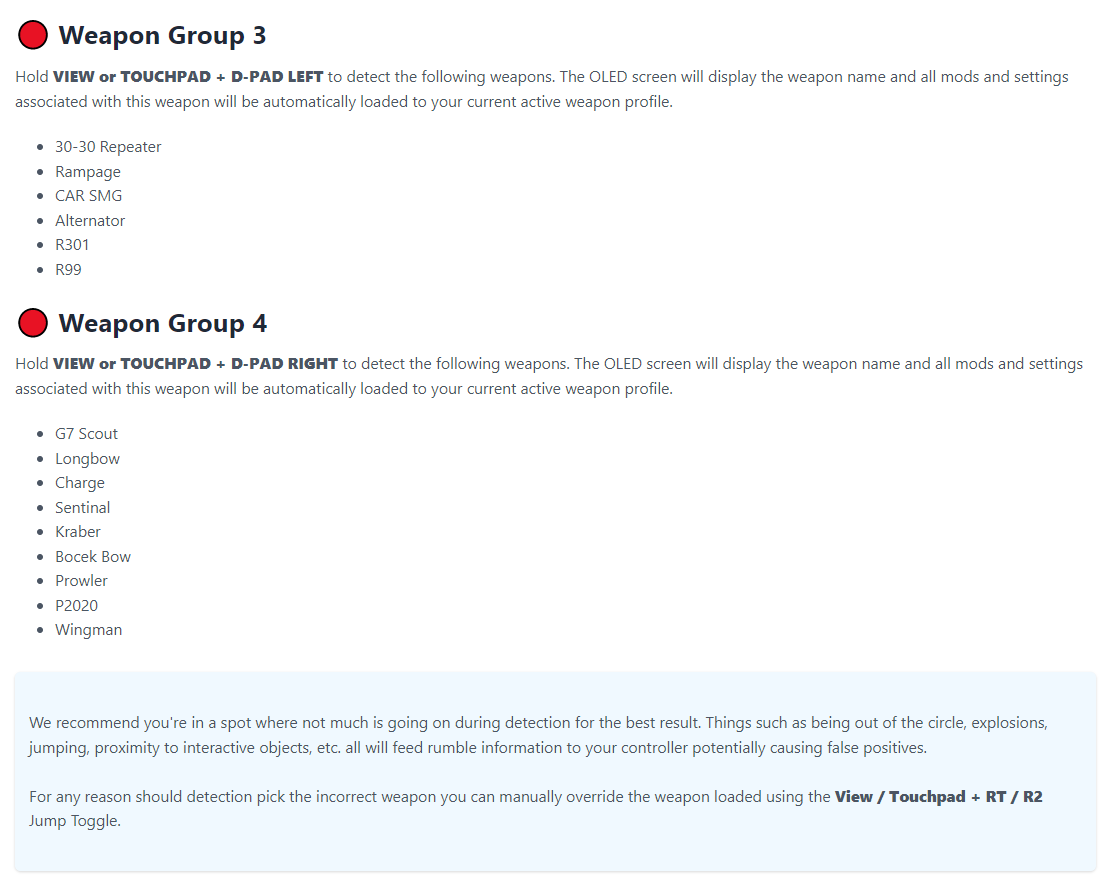 Weapon Group 3
Hold VIEW or TOUCHPAD + D-PAD LEFT to detect the following weapons. The OLED screen will display the weapon name and all mods and settings
associated with this weapon will be automatically loaded to your current active weapon profile.
30-30 Repeater
Rampage
CAR SMG
Alternator
R301
R99
Weapon Group 4
Hold VIEW or TOUCHPAD + D-PAD RIGHT to detect the following weapons. The OLED screen will display the weapon name and all mods and settings
associated with this weapon will be automatically loaded to your current active weapon profile.
G7 Scout
Longbow
Charge
Sentinal
Kraber
Bocek Bow
Prowler
P2020
Wingman
We recommend you're in a spot where not much is going on during detection for the best result. Things such as being out of the circle, explosions,
jumping, proximity to interactive objects, etc. all will feed rumble information to your controller potentially causing false positives.
For any reason should detection pick the incorrect weapon you can manually override the weapon loaded using the View / Touchpad + RT / R2
Jump Toggle.